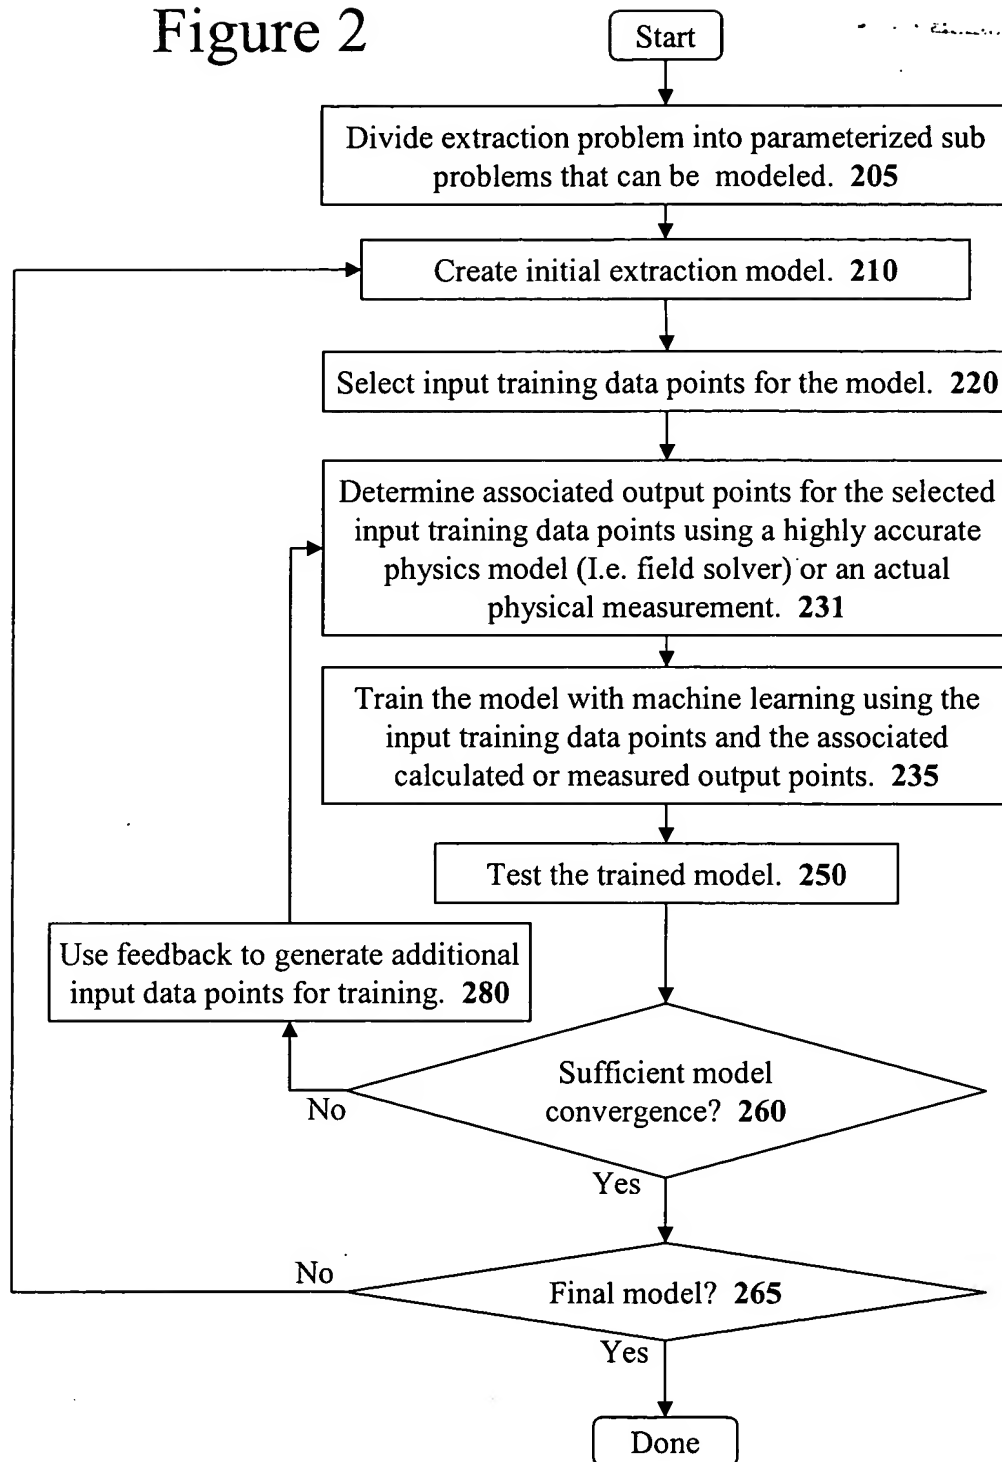 Figure 2
Start
Divide extraction problem into parameterized sub
problems that can be modeled. 205
Create initial extraction model. 210
Select input training data points for the model. 220
Determine associated output points for the selected
input training data points using a highly accurate
physics model (I.e. field solver) or an actual
physical measurement. 231
Train the model with machine learning using the
input training data points and the associated
calculated or measured output points. 235
Test the trained model. 250
Use feedback to generate additional
input data points for training. 280
Sufficient model
convergence? 260
No
Yes
Final model? 265
No
Yes
Done